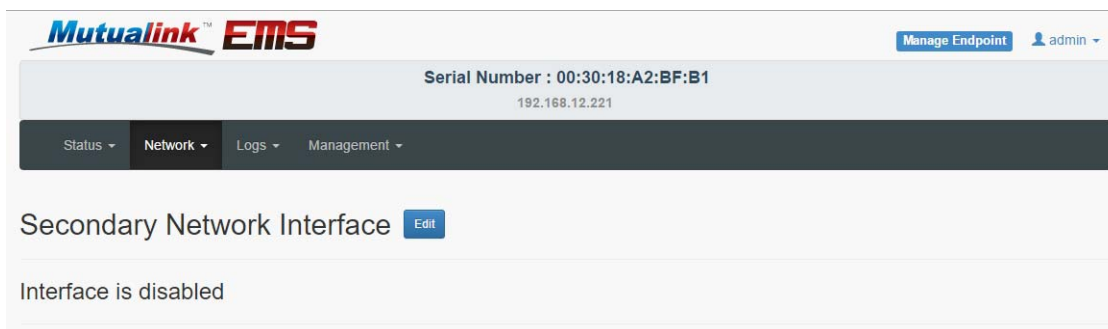 Mutualink™ EMS
Manage Endpoint admin
Serial Number : 00:30:18:A2:BF:B1
192.168.12.221
Status Network Logs Management
Secondary Network Interface Edit
Interface is disabled